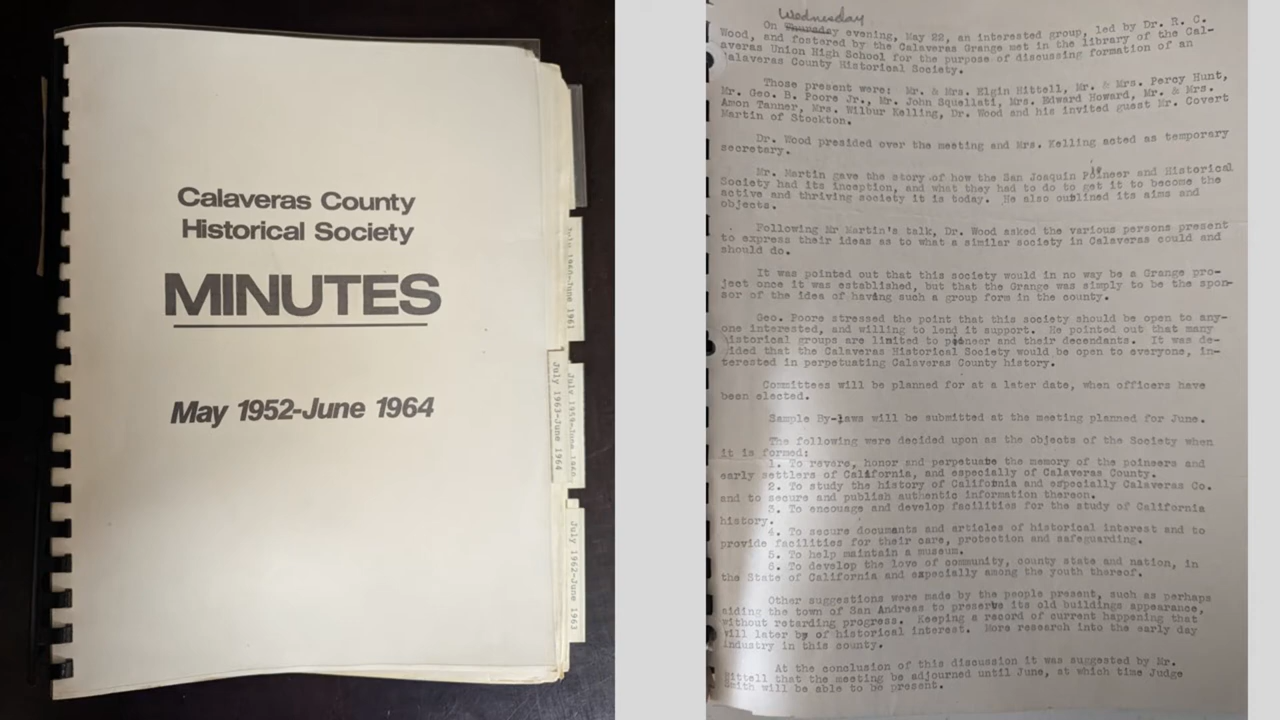 Calaveras County
Historical Society
MINUTES
May 1952-June 1964
July 1960-June 1961
July 1959-June 1960
July 1963-June 1964
July 1962-June 1963
Wednesday
On Thursday evening, May 22, an interested group, led by Dr. R. C.
Wood, and fostered by the Calaveras Grange met in the library of the Cal-
averas Union High School for the purpose of discussing formation of an
Calaveras County Historical Society.
Those present were: Mr. & Mrs. Elgin Hittell, Mr. & Mrs. Percy Hunt,
Mr. Geo. B. Poore Jr., Mr. John Squellati, Mrs. Edward Howard, Mr. & Mrs.
Amon Tanner, Mrs. Wilbur Kelling, Dr. Wood and his invited guest Mr. Covert
Martin of Stockton.
Dr. Wood presided over the meeting and Mrs. Kelling acted as temporary
secretary.
Mr. Martin gave the story of how the San Joaquin Poineer and Historical
Society had its inception, and what they had to do to get it to become the
active and thriving society it is today. He also outlined its aims and
objects.
Following Mr Martin's talk, Dr. Wood asked the various persons present
to express their ideas as to what a similar society in Calaveras could and
should do.
It was pointed out that this society would in no way be a Grange pro-
ject once it was established, but that the Grange was simply to be the spon-
sor of the idea of having such a group form in the county.
Geo. Poore stressed the point that this society should be open to any-
one interested, and willing to lend it support. He pointed out that many
historical groups are limited to pioneer and their decendants. It was de-
cided that the Calaveras Historical Society would be open to everyone, in-
terested in perpetuating Calaveras County history.
Committees will be planned for at a later date, when officers have
been elected.
Sample By-laws will be submitted at the meeting planned for June.
The following were decided upon as the objects of the Society when
it is formed:
1. To revere, honor and perpetuate the memory of the poineers and
early settlers of California, and especially of Calaveras County.
2. To study the history of California and especially Calaveras Co.
and to secure and publish authentic information thereon.
3. To encouage and develop facilities for the study of California
history.
4. To secure documents and articles of historical interest and to
provide facilities for their care, protection and safeguarding.
5. To help maintain a museum.
6. To develop the love of community, county state and nation, in
the State of California and especially among the youth thereof.
Other suggestions were made by the people present, such as perhaps
aiding the town of San Andreas to preserve its old buildings appearance,
without retarding progress. Keeping a record of current happening that
will later by of historical interest. More research into the early day
industry in this county.
At the conclusion of this discussion it was suggested by Mr.
Hittell that the meeting be adjourned until June, at which time Judge
Smith will be able to be present.